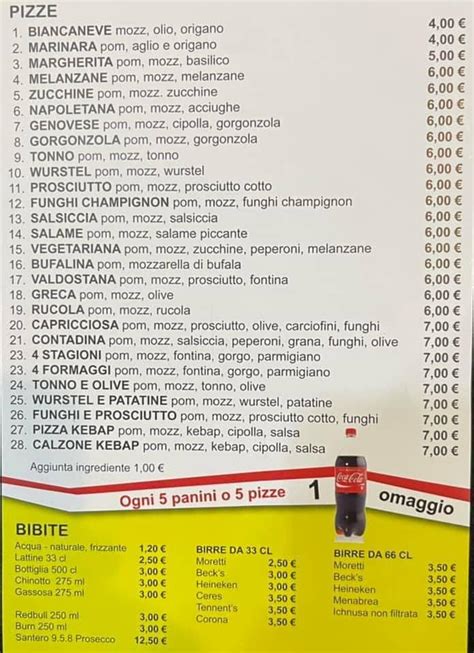 PIZZE
1. BIANCANEVE mozz, olio, origano 4,00 €
2. MARINARA pom, aglio e origano 4,00 €
3. MARGHERITA pom, mozz, basilico 5,00 €
4. MELANZANE pom, mozz, melanzane 6,00 €
5. ZUCCHINE pom, mozz. zucchine 6,00 €
6. NAPOLETANA pom, mozz, acciughe 6,00 €
7. GENOVESE pom, mozz, cipolla, gorgonzola 6,00 €
8. GORGONZOLA pom, mozz, gorgonzola 6,00 €
9. TONNO pom, mozz, tonno 6,00 €
10. WURSTEL pom, mozz, wurstel 6,00 €
11. PROSCIUTTO pom, mozz, prosciutto cotto 6,00 €
12. FUNGHI CHAMPIGNON pom, mozz, funghi champignon 6,00 €
13. SALSICCIA pom, mozz, salsiccia 6,00 €
14. SALAME pom, mozz, salame piccante 6,00 €
15. VEGETARIANA pom, mozz, zucchine, peperoni, melanzane 6,00 €
16. BUFALINA pom, mozzarella di bufala 6,00 €
17. VALDOSTANA pom, mozz, prosciutto, fontina 6,00 €
18. GRECA pom, mozz, olive 6,00 €
19. RUCOLA pom, mozz, rucola 6,00 €
20. CAPRICCIOSA pom, mozz, prosciutto, olive, carciofini, funghi 7,00 €
21. CONTADINA pom, mozz, salsiccia, peperoni, grana, funghi, olive 7,00 €
23. 4 STAGIONI pom, mozz, fontina, gorgo, parmigiano 7,00 €
23. 4 FORMAGGI pom, mozz, fontina, gorgo, parmigiano 7,00 €
24. TONNO E OLIVE pom, mozz, tonno, olive 7,00 €
25. WURSTEL E PATATINE pom, mozz, wurstel, patatine 7,00 €
26. FUNGHI E PROSCIUTTO pom, mozz, prosciutto cotto, funghi 7,00 €
27. PIZZA KEBAP pom, mozz, kebap, cipolla, salsa 7,00 €
28. CALZONE KEBAP pom, mozz, kebap, cipolla, salsa 7,00 €
Aggiunta ingrediente 1,00 €
Ogni 5 panini o 5 pizze 1 Coca-Cola omaggio
BIBITE
Acqua - naturale, frizzante 1,20 €
Lattine 33 cl 2,50 €
Bottiglia 500 cl 3,00 €
Chinotto 275 ml 3,00 €
Gassosa 275 ml 3,00 €
Redbull 250 ml 3,00 €
Burn 250 ml 3,00 €
Santero 9.5.8 Prosecco 12,50 €
BIRRE DA 33 CL
Moretti 2,50 €
Beck's 3,00 €
Heineken 3,00 €
Ceres 3,50 €
Tennent's 3,50 €
Corona 3,50 €
BIRRE DA 66 CL
Moretti 3,50 €
Beck's 3,50 €
Heineken 3,50 €
Menabrea 3,50 €
Ichnusa non filtrata 3,50 €